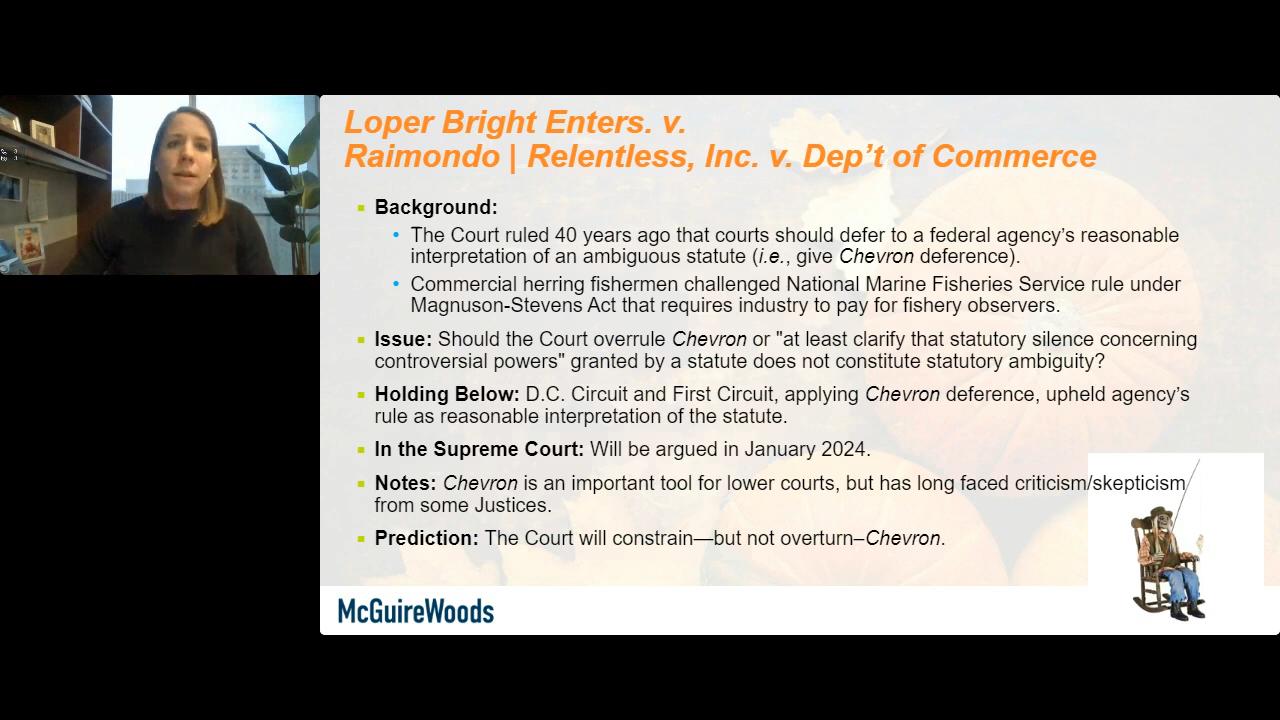 Loper Bright Enters. v.
Raimondo | Relentless, Inc. v. Dep’t of Commerce
Background:
The Court ruled 40 years ago that courts should defer to a federal agency’s reasonable
interpretation of an ambiguous statute (i.e., give Chevron deference).
Commercial herring fishermen challenged National Marine Fisheries Service rule under
Magnuson-Stevens Act that requires industry to pay for fishery observers.
Issue: Should the Court overrule Chevron or "at least clarify that statutory silence concerning
controversial powers" granted by a statute does not constitute statutory ambiguity?
Holding Below: D.C. Circuit and First Circuit, applying Chevron deference, upheld agency’s
rule as reasonable interpretation of the statute.
In the Supreme Court: Will be argued in January 2024.
Notes: Chevron is an important tool for lower courts, but has long faced criticism/skepticism
from some Justices.
Prediction: The Court will constrain—but not overturn–Chevron.
McGuireWoods